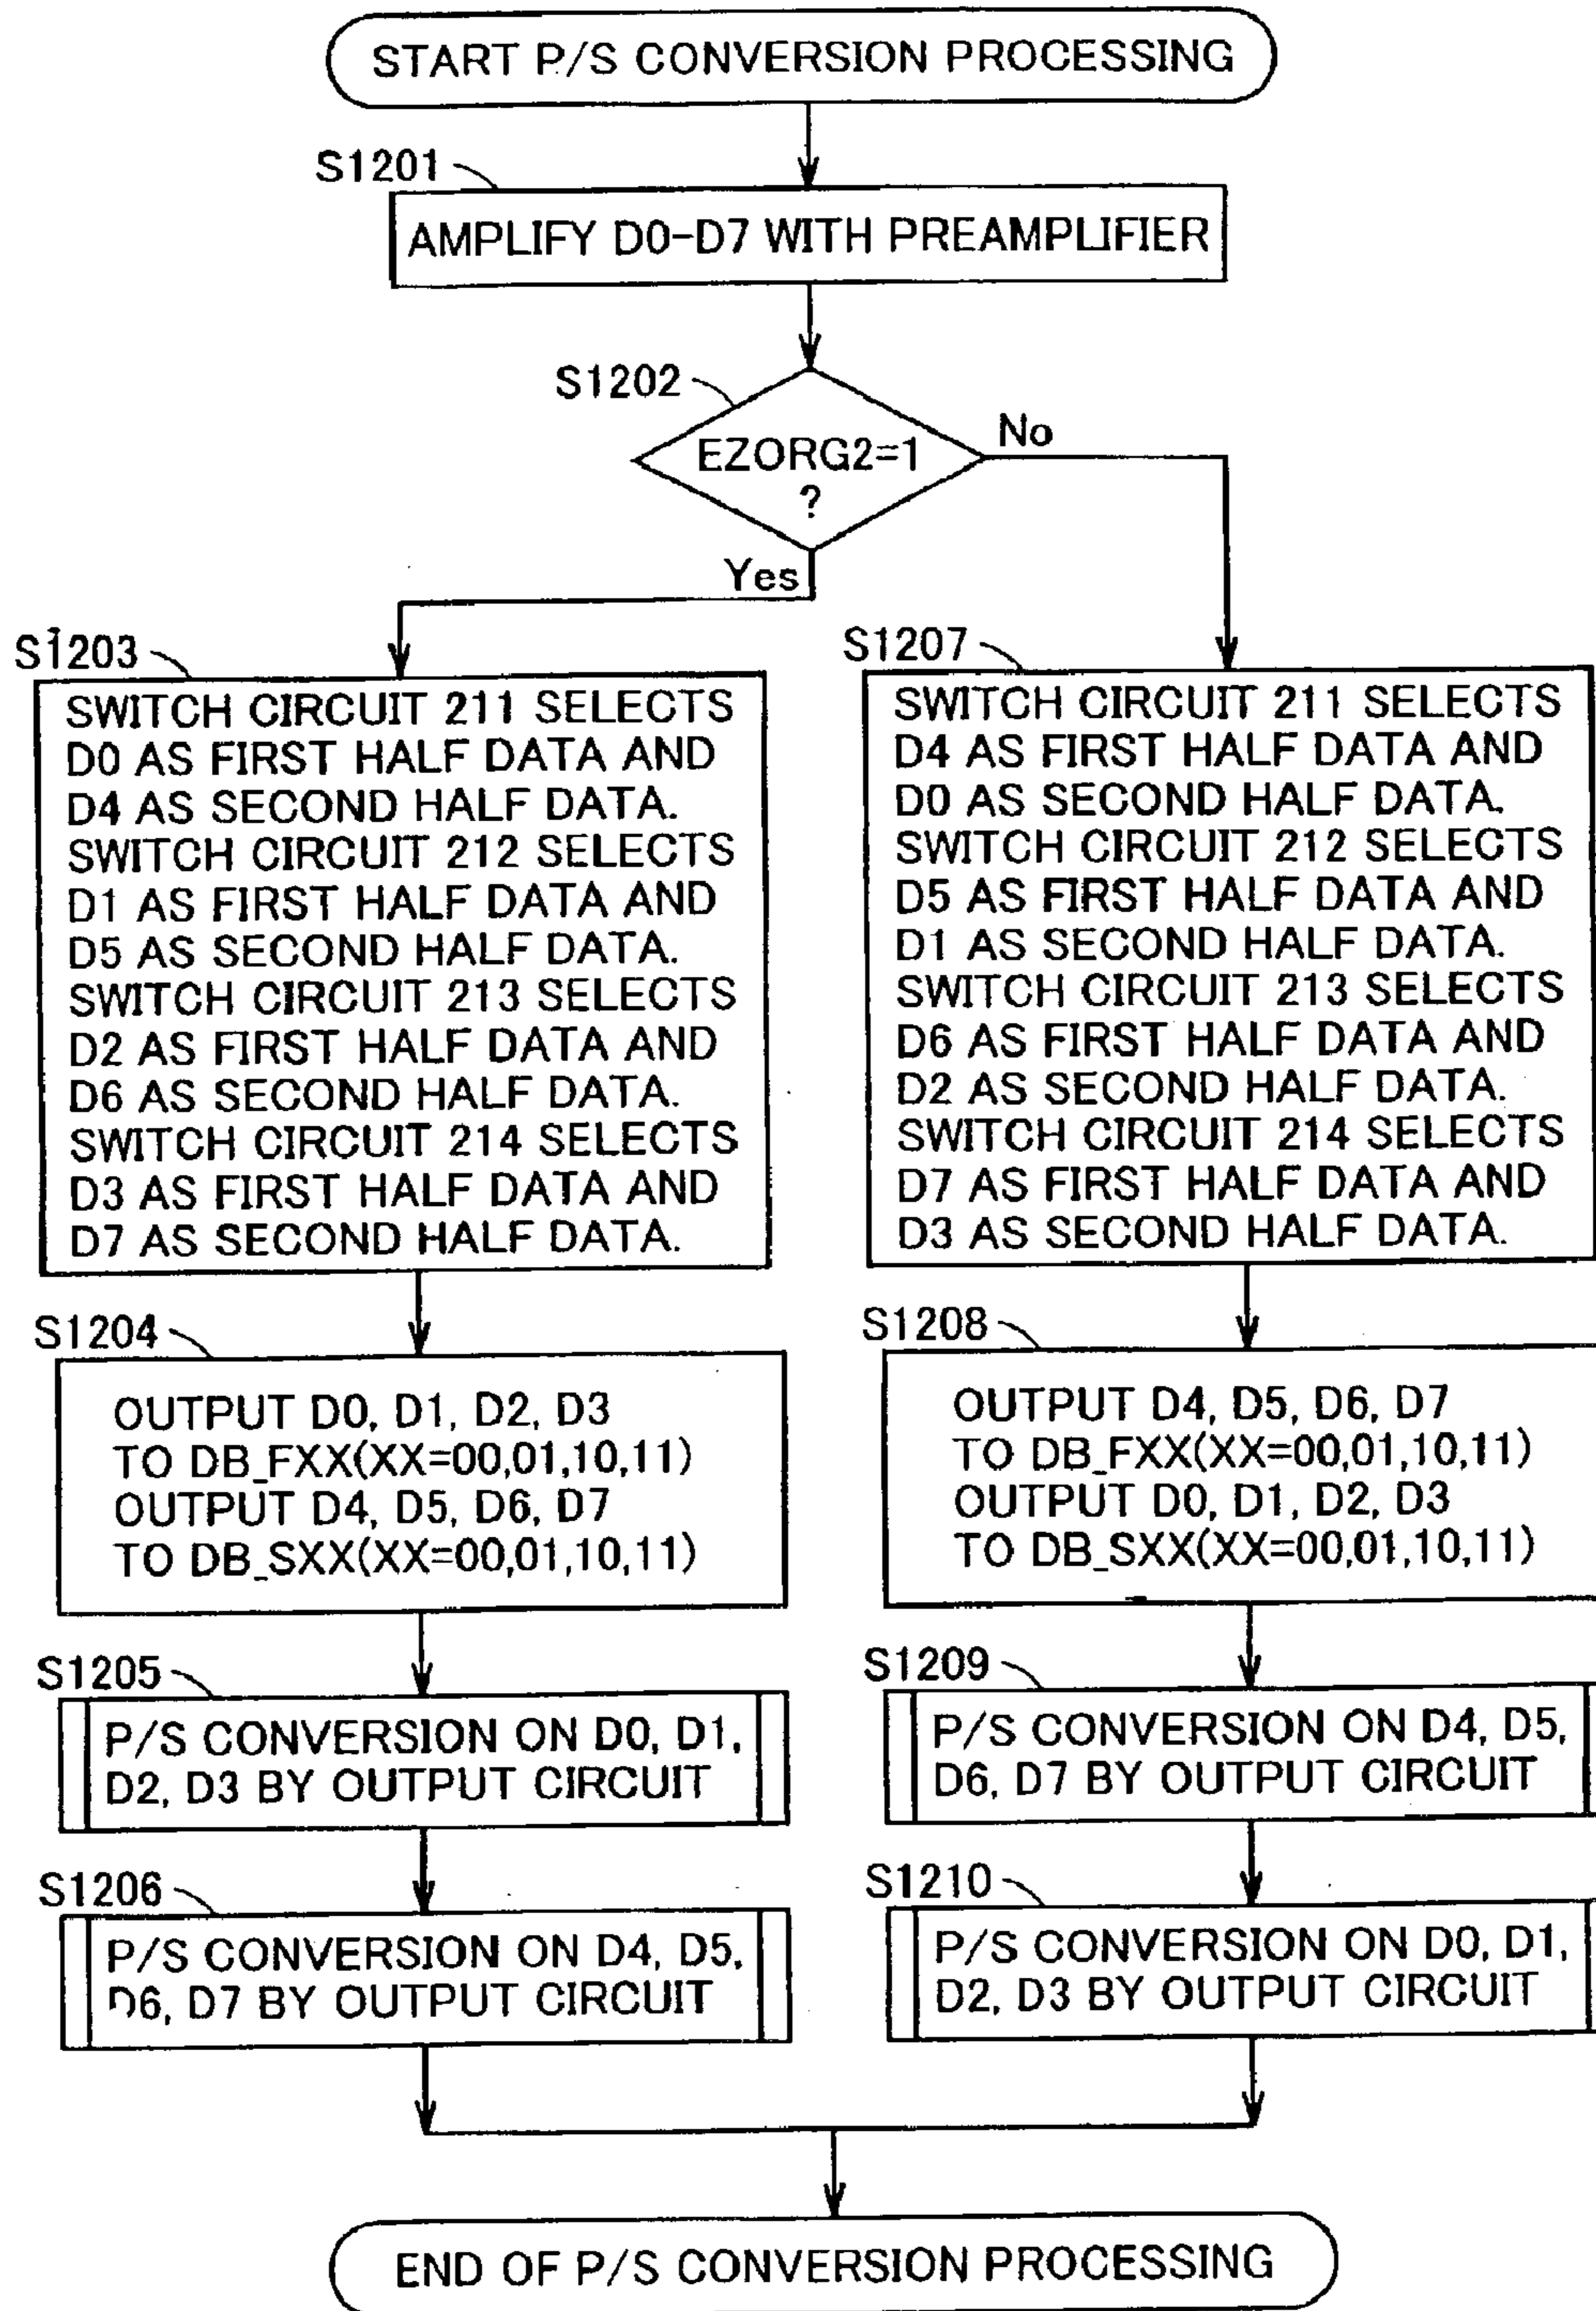 START P/S CONVERSION PROCESSING
S1201
AMPLIFY D0-D7 WITH PREAMPLIFIER
S1202
EZORG2=1
?
No
Yes
S1203
SWITCH CIRCUIT 211 SELECTS
D0 AS FIRST HALF DATA AND
D4 AS SECOND HALF DATA.
SWITCH CIRCUIT 212 SELECTS
D1 AS FIRST HALF DATA AND
D5 AS SECOND HALF DATA.
SWITCH CIRCUIT 213 SELECTS
D2 AS FIRST HALF DATA AND
D6 AS SECOND HALF DATA.
SWITCH CIRCUIT 214 SELECTS
D3 AS FIRST HALF DATA AND
D7 AS SECOND HALF DATA.
S1204
OUTPUT D0, D1, D2, D3
TO DB_FXX(XX=00,01,10,11)
OUTPUT D4, D5, D6, D7
TO DB_SXX(XX=00,01,10,11)
S1205
P/S CONVERSION ON D0, D1,
D2, D3 BY OUTPUT CIRCUIT
S1206
P/S CONVERSION ON D4, D5,
D6, D7 BY OUTPUT CIRCUIT
S1207
SWITCH CIRCUIT 211 SELECTS
D4 AS FIRST HALF DATA AND
D0 AS SECOND HALF DATA.
SWITCH CIRCUIT 212 SELECTS
D5 AS FIRST HALF DATA AND
D1 AS SECOND HALF DATA.
SWITCH CIRCUIT 213 SELECTS
D6 AS FIRST HALF DATA AND
D2 AS SECOND HALF DATA.
SWITCH CIRCUIT 214 SELECTS
D7 AS FIRST HALF DATA AND
D3 AS SECOND HALF DATA.
S1208
OUTPUT D4, D5, D6, D7
TO DB_FXX(XX=00,01,10,11)
OUTPUT D0, D1, D2, D3
TO DB_SXX(XX=00,01,10,11)
S1209
P/S CONVERSION ON D4, D5,
D6, D7 BY OUTPUT CIRCUIT
S1210
P/S CONVERSION ON D0, D1,
D2, D3 BY OUTPUT CIRCUIT
END OF P/S CONVERSION PROCESSING